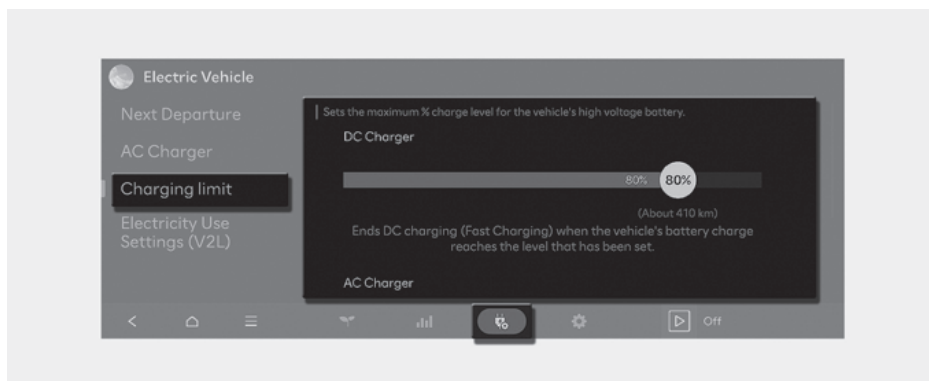 Electric Vehicle
Next Departure
AC Charger
Charging limit
Electricity Use
Settings (V2L)
Sets the maximum % charge level for the vehicle's high voltage battery.
DC Charger
80% 80%
(About 410 km)
Ends DC charging (Fast Charging) when the vehicle's battery charge
reaches the level that has been set.
AC Charger
Off